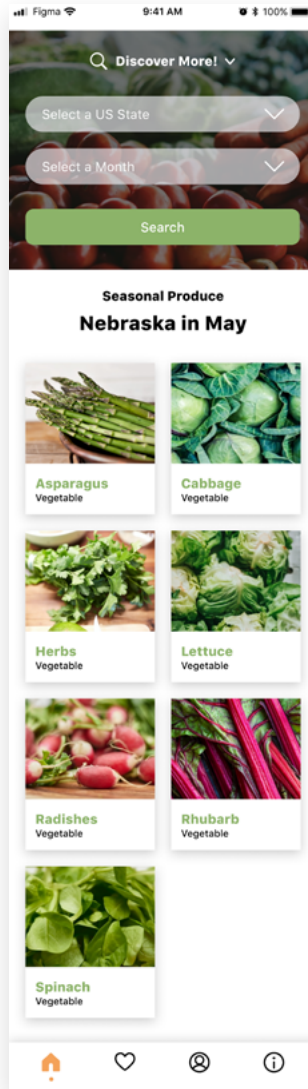 Figma 9:41 AM 100%
Discover More!
Select a US State
Select a Month
Search
Seasonal Produce
Nebraska in May
Asparagus
Vegetable
Cabbage
Vegetable
Herbs
Vegetable
Lettuce
Vegetable
Radishes
Vegetable
Rhubarb
Vegetable
Spinach
Vegetable